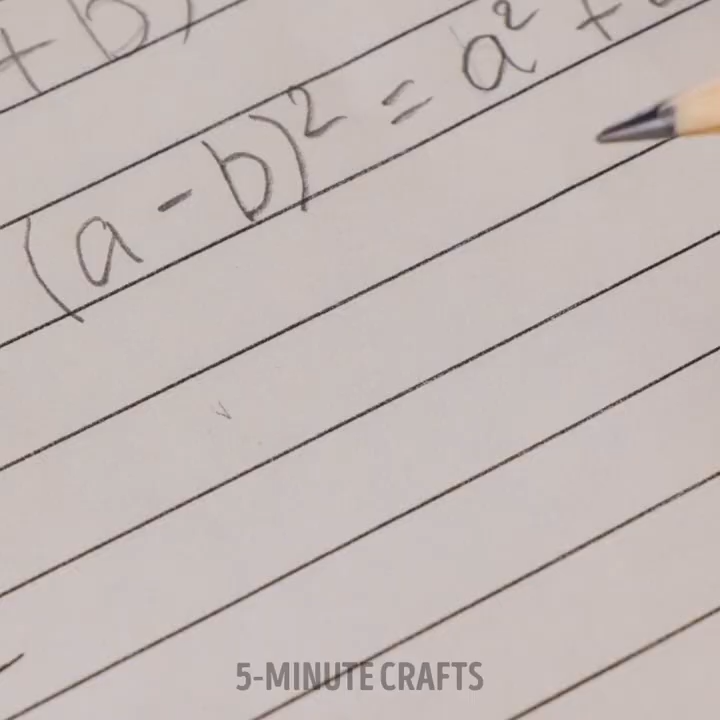 + b)
(a - b)² = a² +
5-MINUTE CRAFTS